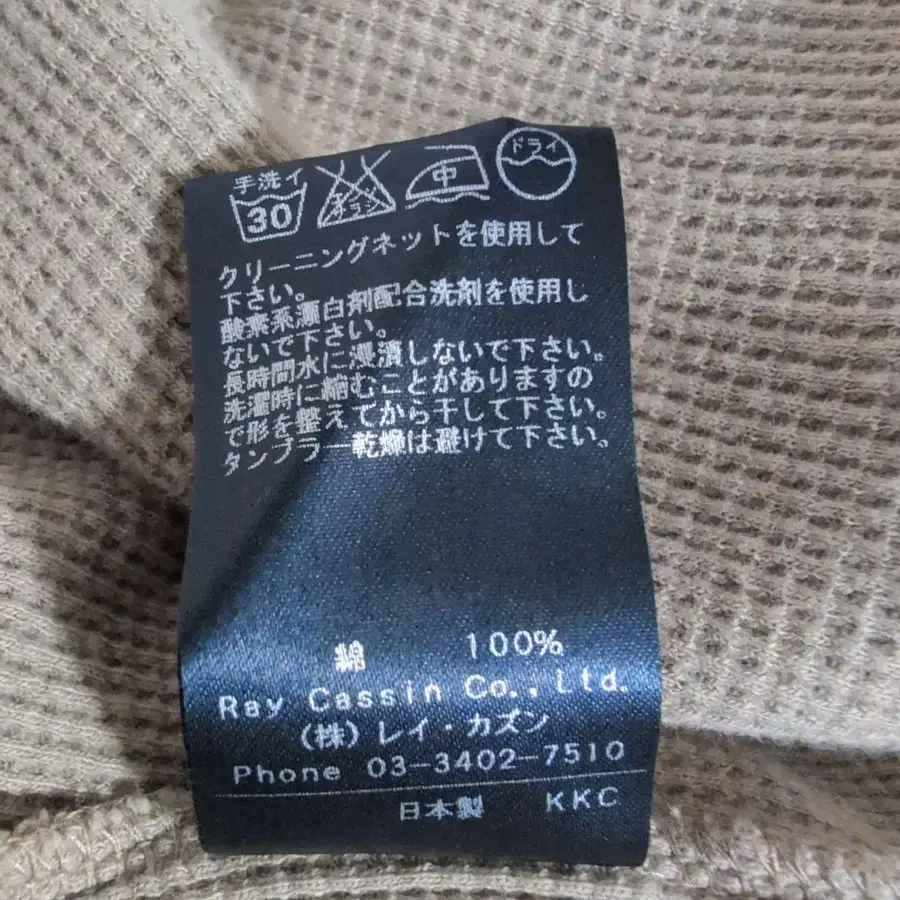 手洗イ
30
エンソ
サラシ
中
ドライ
クリーニングネットを使用して
下さい。
酸素系漂白剤配合洗剤を使用し
ないで下さい。
長時間水に浸漬しないで下さい。
洗濯時に縮むことがありますの
で形を整えてから干して下さい。
タンブラー乾燥は避けて下さい。
綿 100%
Ray Cassin Co., Ltd.
(株)レイ・カズン
Phone 03-3402-7510
日本製 KKC